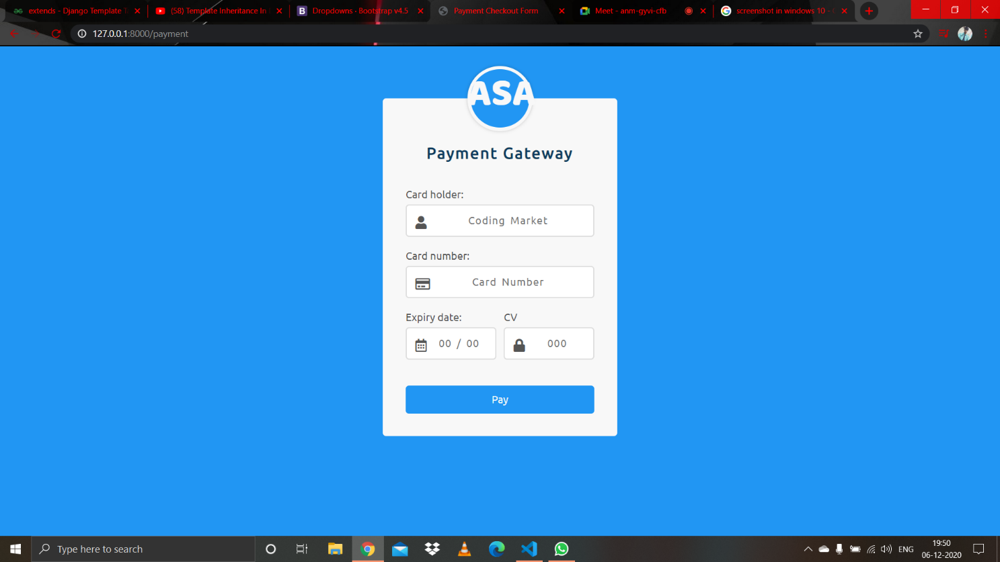 extends - Django Template T
(58) Template Inheritance In
B Dropdowns · Bootstrap v4.5
Payment Checkout Form
Meet - anm-gyvi-cfb
screenshot in windows 10 -
127.0.0.1:8000/payment
ASA
Payment Gateway
Card holder:
Coding Market
Card number:
Card Number
Expiry date: CV
00 / 00 000
Pay
Type here to search
ENG
19:50
06-12-2020